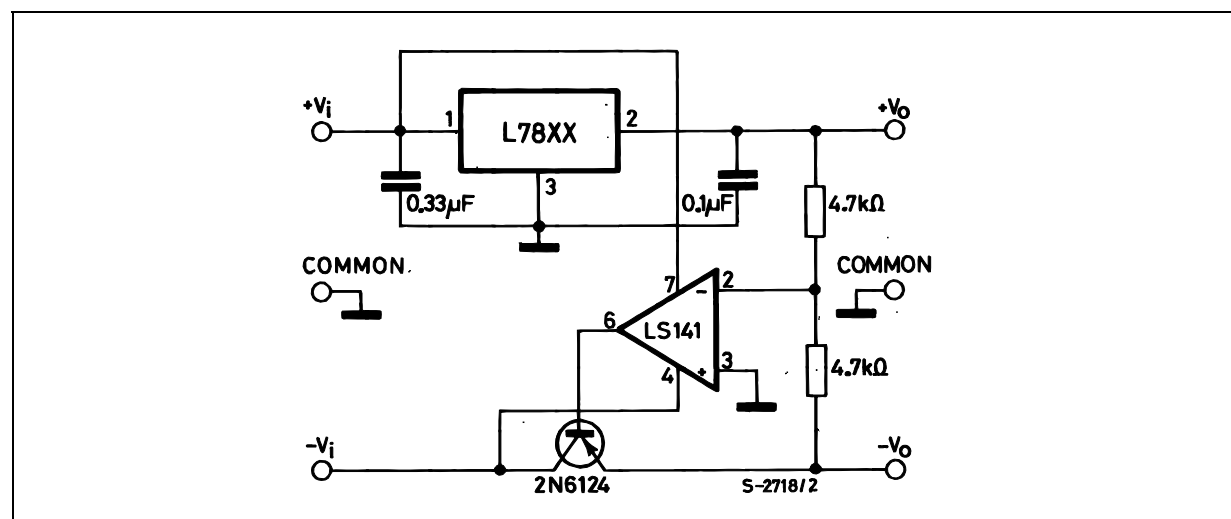 +Vi
1
L78XX
2
+Vo
3
0.33µF
0.1µF
4.7kΩ
COMMON
COMMON
7
-
2
6
LS141
3
+
4
4.7kΩ
-Vi
-Vo
2N6124
S-2718/2